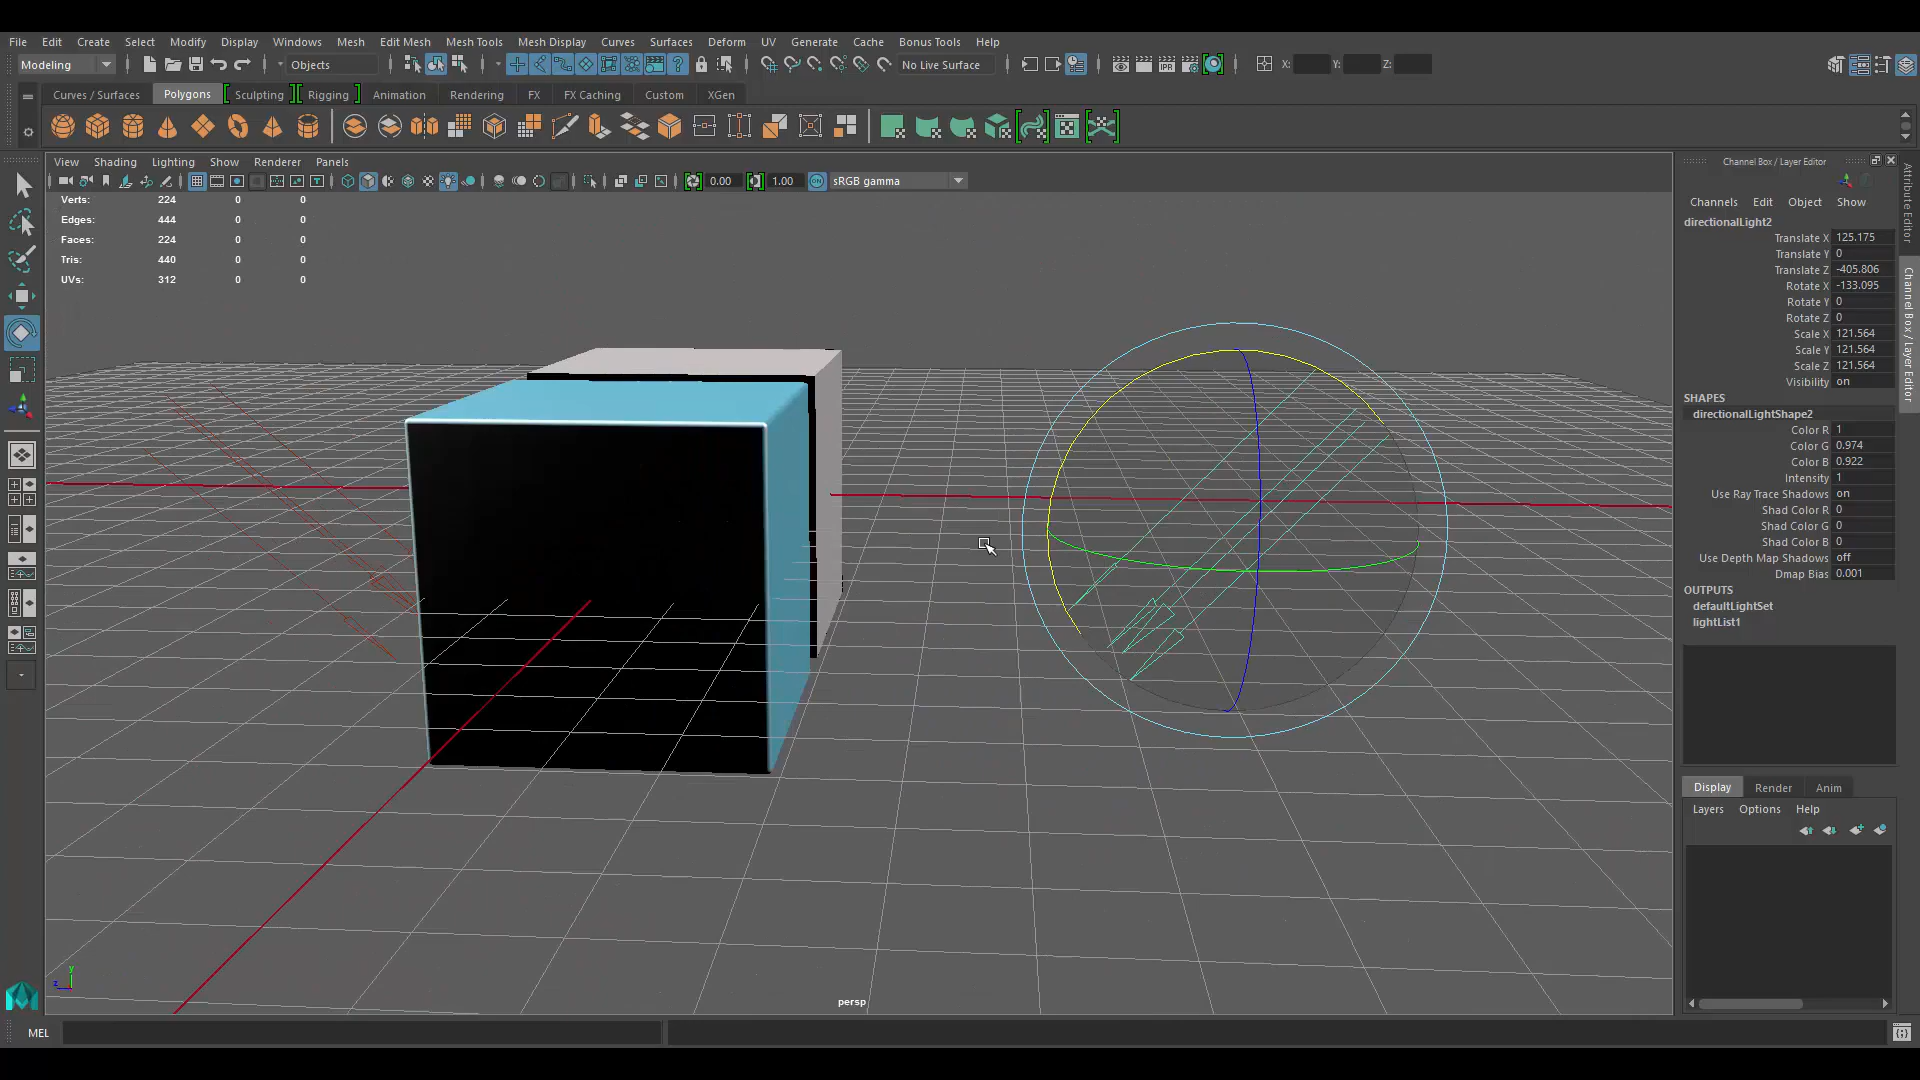 File Edit Create Select Modify Display Windows Mesh Edit Mesh Mesh Tools Mesh Display Curves Surfaces Deform UV Generate Cache Bonus Tools Help
Modeling Objects No Live Surface X: Y: Z:
Curves / Surfaces Polygons Sculpting Rigging Animation Rendering FX FX Caching Custom XGen
View Shading Lighting Show Renderer Panels
0.00 1.00 ON sRGB gamma
Verts: 224 0 0
Edges: 444 0 0
Faces: 224 0 0
Tris: 440 0 0
UVs: 312 0 0
persp
y
z
MEL
Channel Box / Layer Editor
Channels Edit Object Show
directionalLight2
Translate X 125.175
Translate Y 0
Translate Z -405.806
Rotate X -133.095
Rotate Y 0
Rotate Z 0
Scale X 121.564
Scale Y 121.564
Scale Z 121.564
Visibility on
SHAPES
directionalLightShape2
Color R 1
Color G 0.974
Color B 0.922
Intensity 1
Use Ray Trace Shadows on
Shad Color R 0
Shad Color G 0
Shad Color B 0
Use Depth Map Shadows off
Dmap Bias 0.001
OUTPUTS
defaultLightSet
lightList1
Display Render Anim
Layers Options Help
Attribute Editor
Channel Box / Layer Editor